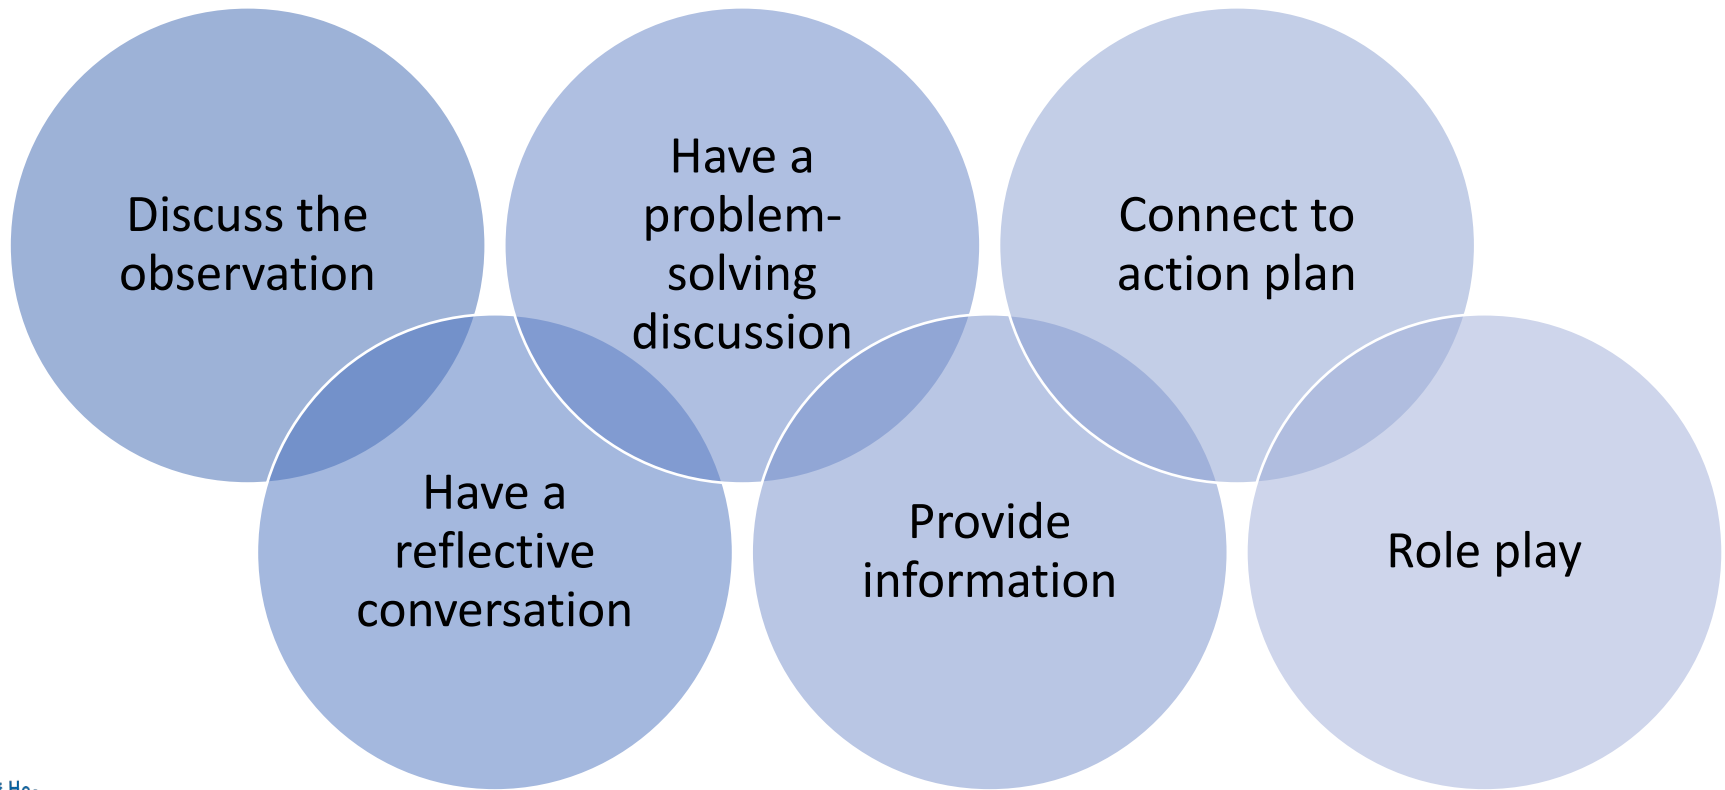 Discuss the
observation
Have a
reflective
conversation
Have a
problem-
solving
discussion
Provide
information
Connect to
action plan
Role play